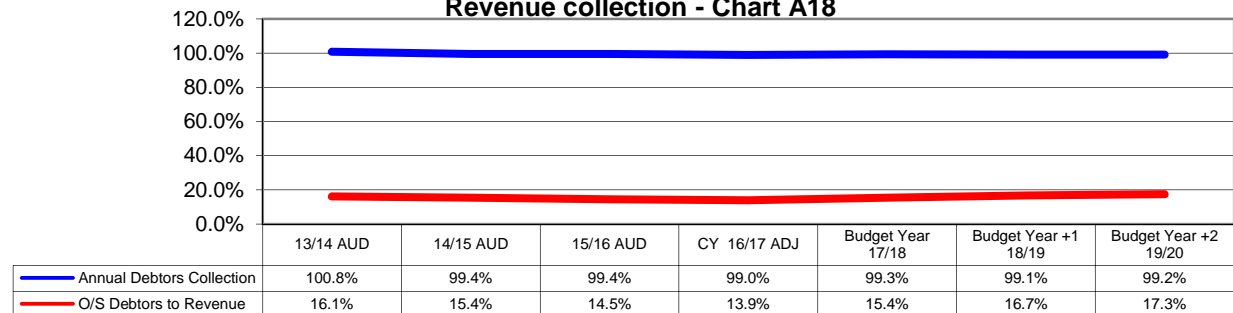 Revenue collection - Chart A18
120.0%
100.0%
80.0%
60.0%
40.0%
20.0%
0.0%
13/14 AUD 14/15 AUD 15/16 AUD CY 16/17 ADJ Budget Year 17/18 Budget Year +1 18/19 Budget Year +2 19/20
Annual Debtors Collection 100.8% 99.4% 99.4% 99.0% 99.3% 99.1% 99.2%
O/S Debtors to Revenue 16.1% 15.4% 14.5% 13.9% 15.4% 16.7% 17.3%